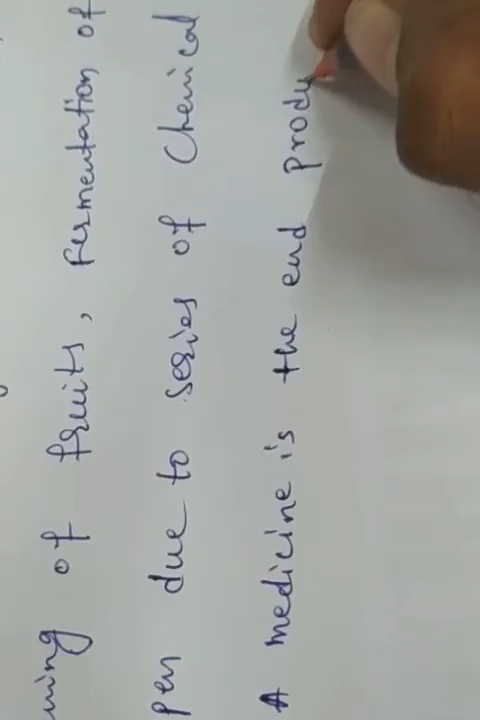 ning of fruits, Fermentation of
pen due to series of Chemical
A medicine is the end produ